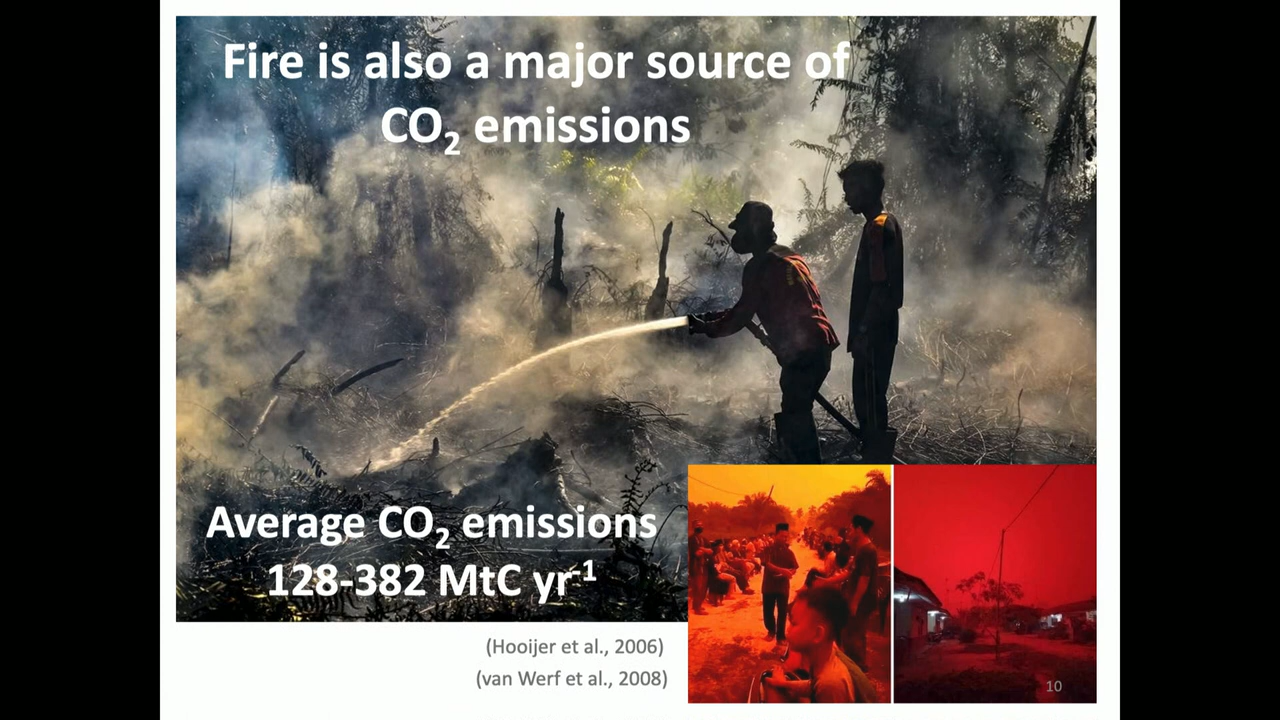 Fire is also a major source of
CO₂ emissions
Average CO₂ emissions
128-382 MtC yr⁻¹
(Hooijer et al., 2006)
(van Werf et al., 2008)
10